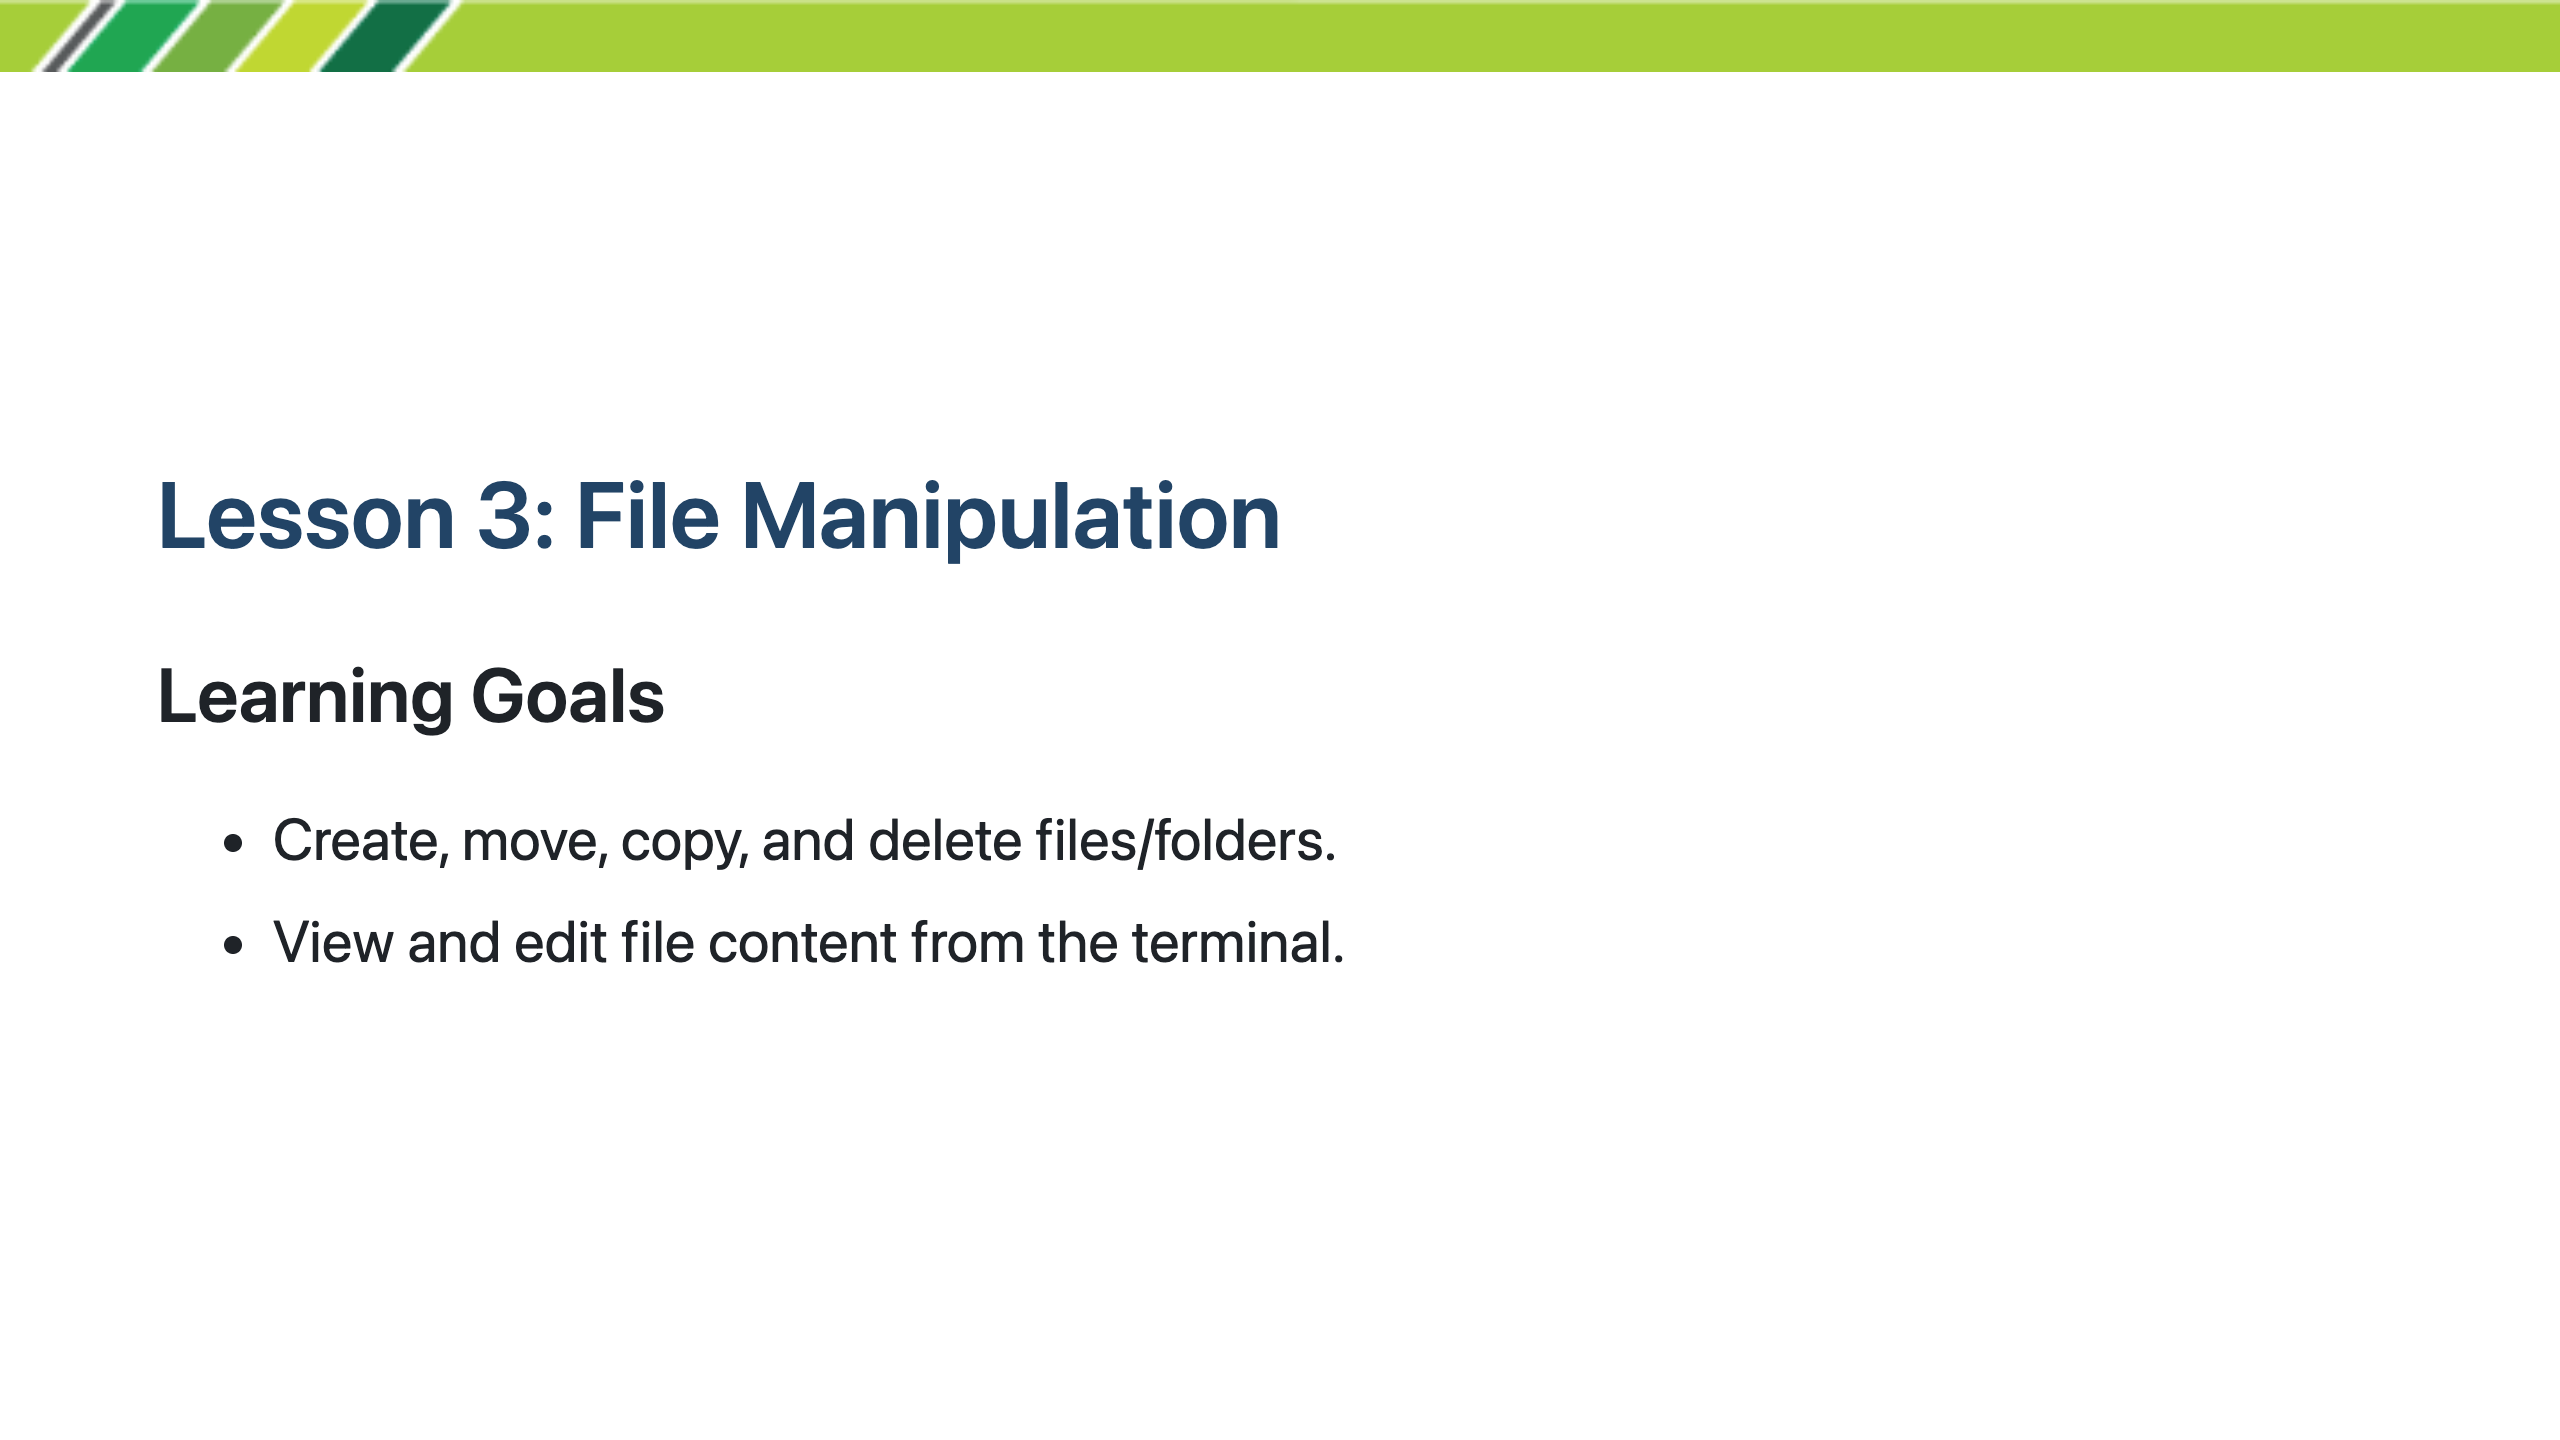 Lesson 3: File Manipulation
Learning Goals
• Create, move, copy, and delete files/folders.
• View and edit file content from the terminal.